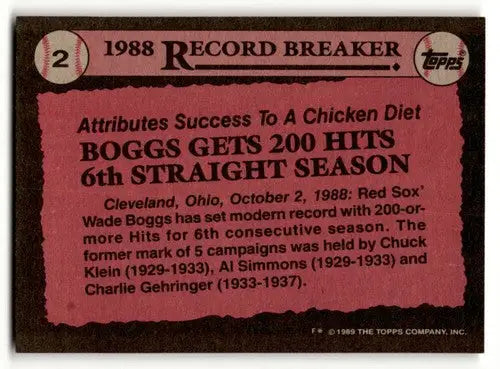 2
1988 RECORD BREAKER
Topps
Attributes Success To A Chicken Diet
BOGGS GETS 200 HITS
6th STRAIGHT SEASON
Cleveland, Ohio, October 2, 1988: Red Sox'
Wade Boggs has set modern record with 200-or-
more Hits for 6th consecutive season. The
former mark of 5 campaigns was held by Chuck
Klein (1929-1933), Al Simmons (1929-1933) and
Charlie Gehringer (1933-1937).
F* © 1989 THE TOPPS COMPANY, INC.